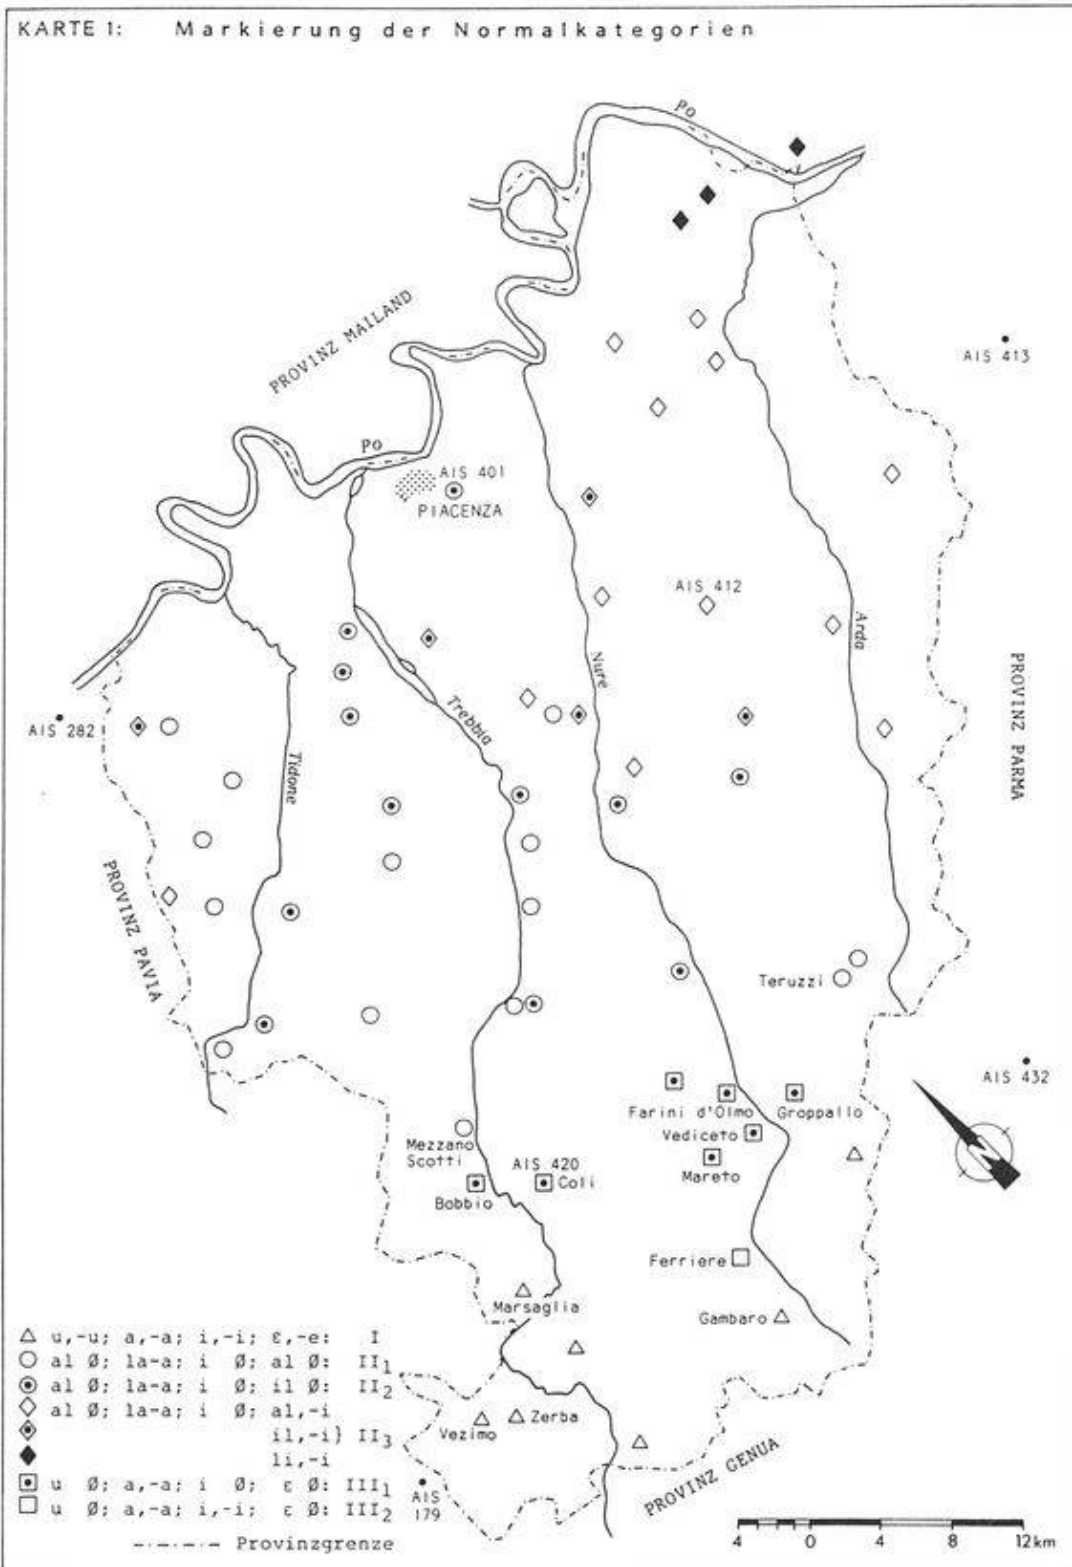 KARTE 1: Markierung der Normalkategorien
Po
PROVINZ MAILAND
AIS 413
Po
AIS 401
PIACENZA
AIS 412
Arda
Nure
PROVINZ PARMA
Trebbia
AIS 282
Tidone
PROVINZ PAVIA
Teruzzi
AIS 432
Farini d'Olmo
Groppallo
Vediceto
Mezzano
Scotti
AIS 420
Mareto
Coli
Bobbio
Ferriere
Marsaglia
Gambaro
Zerba
Vezimo
PROVINZ GENUA
AIS
179
u,-u; a,-a; i,-i; ε,-e: I
al Ø; la-a; i Ø; al Ø: II1
al Ø; la-a; i Ø; il Ø: II2
al Ø; la-a; i Ø; al,-i
il,-i} II3
li,-i
u Ø; a,-a; i Ø; ε Ø: III1
u Ø; a,-a; i,-i; ε Ø: III2
Provinzgrenze
4 0 4 8 12km